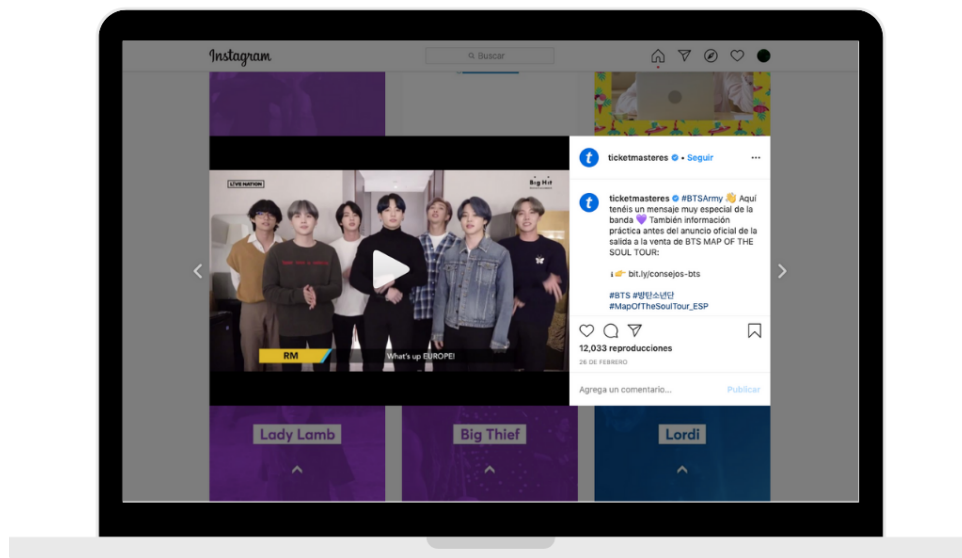 Instagram
Buscar
ticketmasteres • Seguir
LIVE NATION
Big Hit
ticketmasteres #BTSArmy 👋 Aquí
tenéis un mensaje muy especial de la
banda 💜 También información
práctica antes del anuncio oficial de la
salida a la venta de BTS MAP OF THE
SOUL TOUR:
ℹ👉 bit.ly/consejos-bts
#BTS #방탄소년단
#MapOfTheSoulTour_ESP
RM
What's up EUROPE!
12,033 reproducciones
26 DE FEBRERO
Agrega un comentario... Publicar
Lady Lamb
Big Thief
Lordi